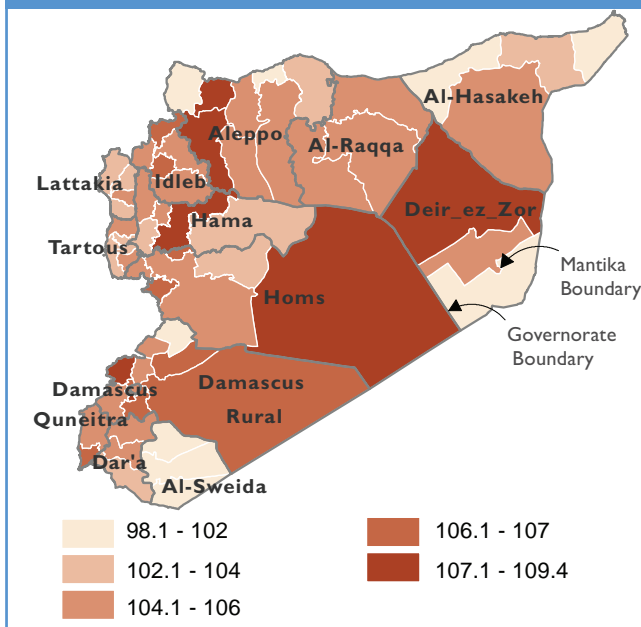 Al-Hasakeh
Aleppo
Al-Raqqa
Lattakia
Idleb
Deir_ez_Zor
Hama
Tartous
Mantika
Boundary
Homs
Governorate
Boundary
Damascus
Damascus
Rural
Quneitra
Dar'a
Al-Sweida
98.1 - 102
102.1 - 104
104.1 - 106
106.1 - 107
107.1 - 109.4